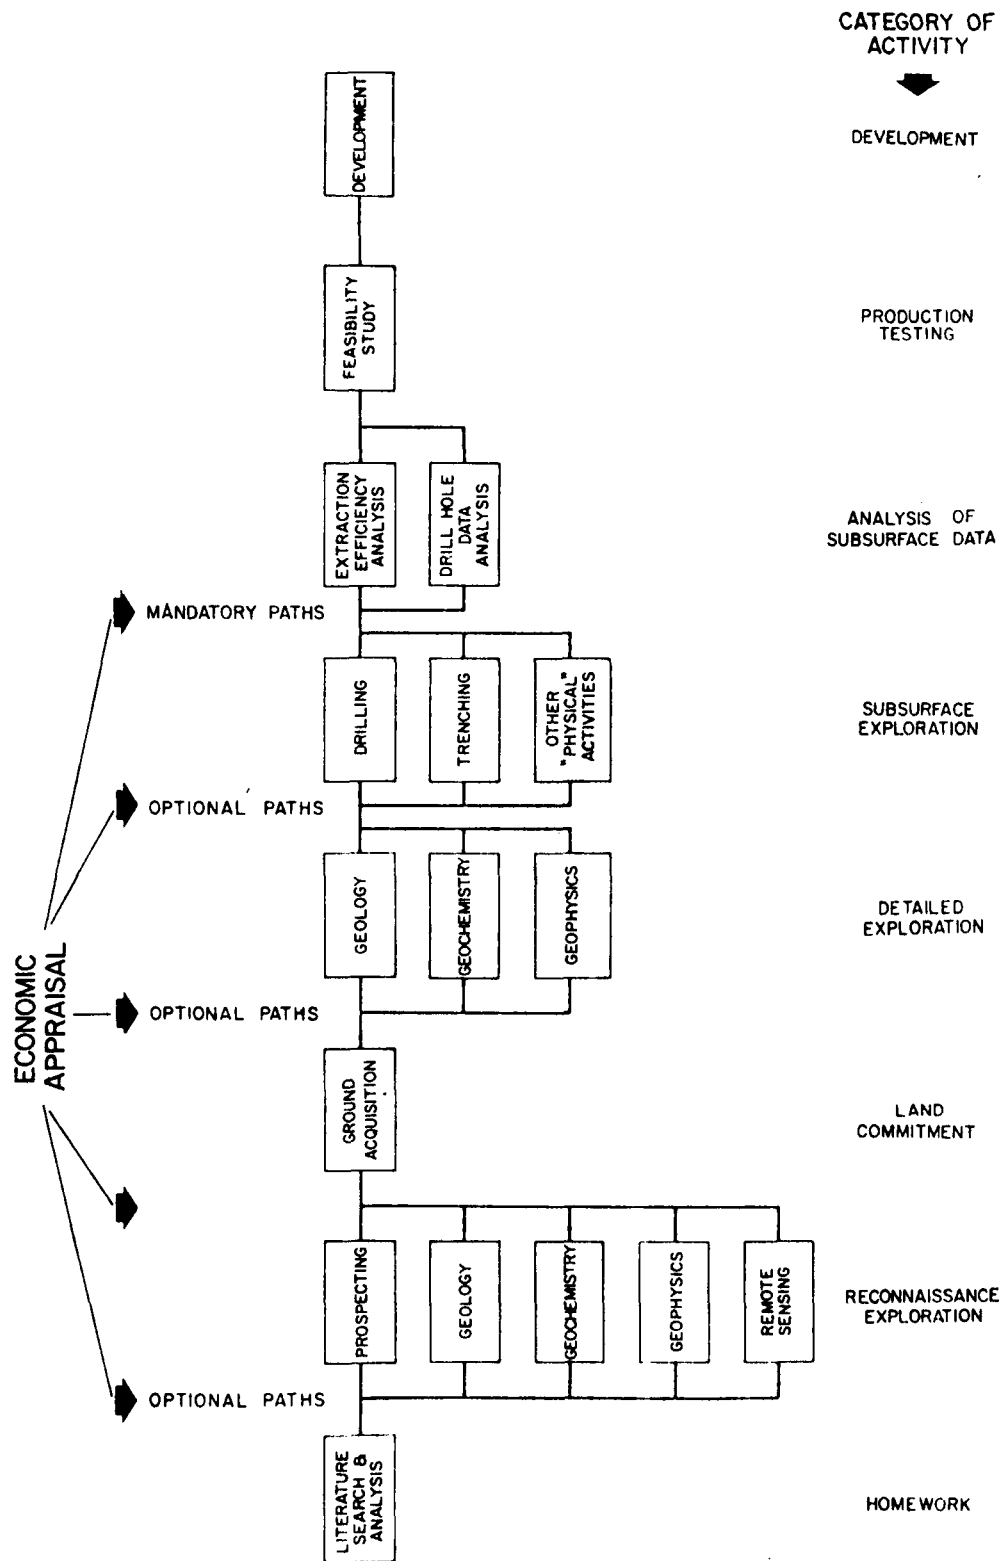 CATEGORY OF
ACTIVITY
DEVELOPMENT
DEVELOPMENT
FEASIBILITY
STUDY
PRODUCTION
TESTING
EXTRACTION
EFFICIENCY
ANALYSIS
DRILL HOLE
DATA
ANALYSIS
ANALYSIS OF
SUBSURFACE DATA
MANDATORY PATHS
DRILLING
TRENCHING
OTHER
"PHYSICAL"
ACTIVITIES
SUBSURFACE
EXPLORATION
OPTIONAL PATHS
GEOLOGY
GEOCHEMISTRY
GEOPHYSICS
DETAILED
EXPLORATION
ECONOMIC
APPRAISAL
OPTIONAL PATHS
GROUND
ACQUISITION
LAND
COMMITMENT
PROSPECTING
GEOLOGY
GEOCHEMISTRY
GEOPHYSICS
REMOTE
SENSING
RECONNAISSANCE
EXPLORATION
OPTIONAL PATHS
LITERATURE
SEARCH &
ANALYSIS
HOMEWORK